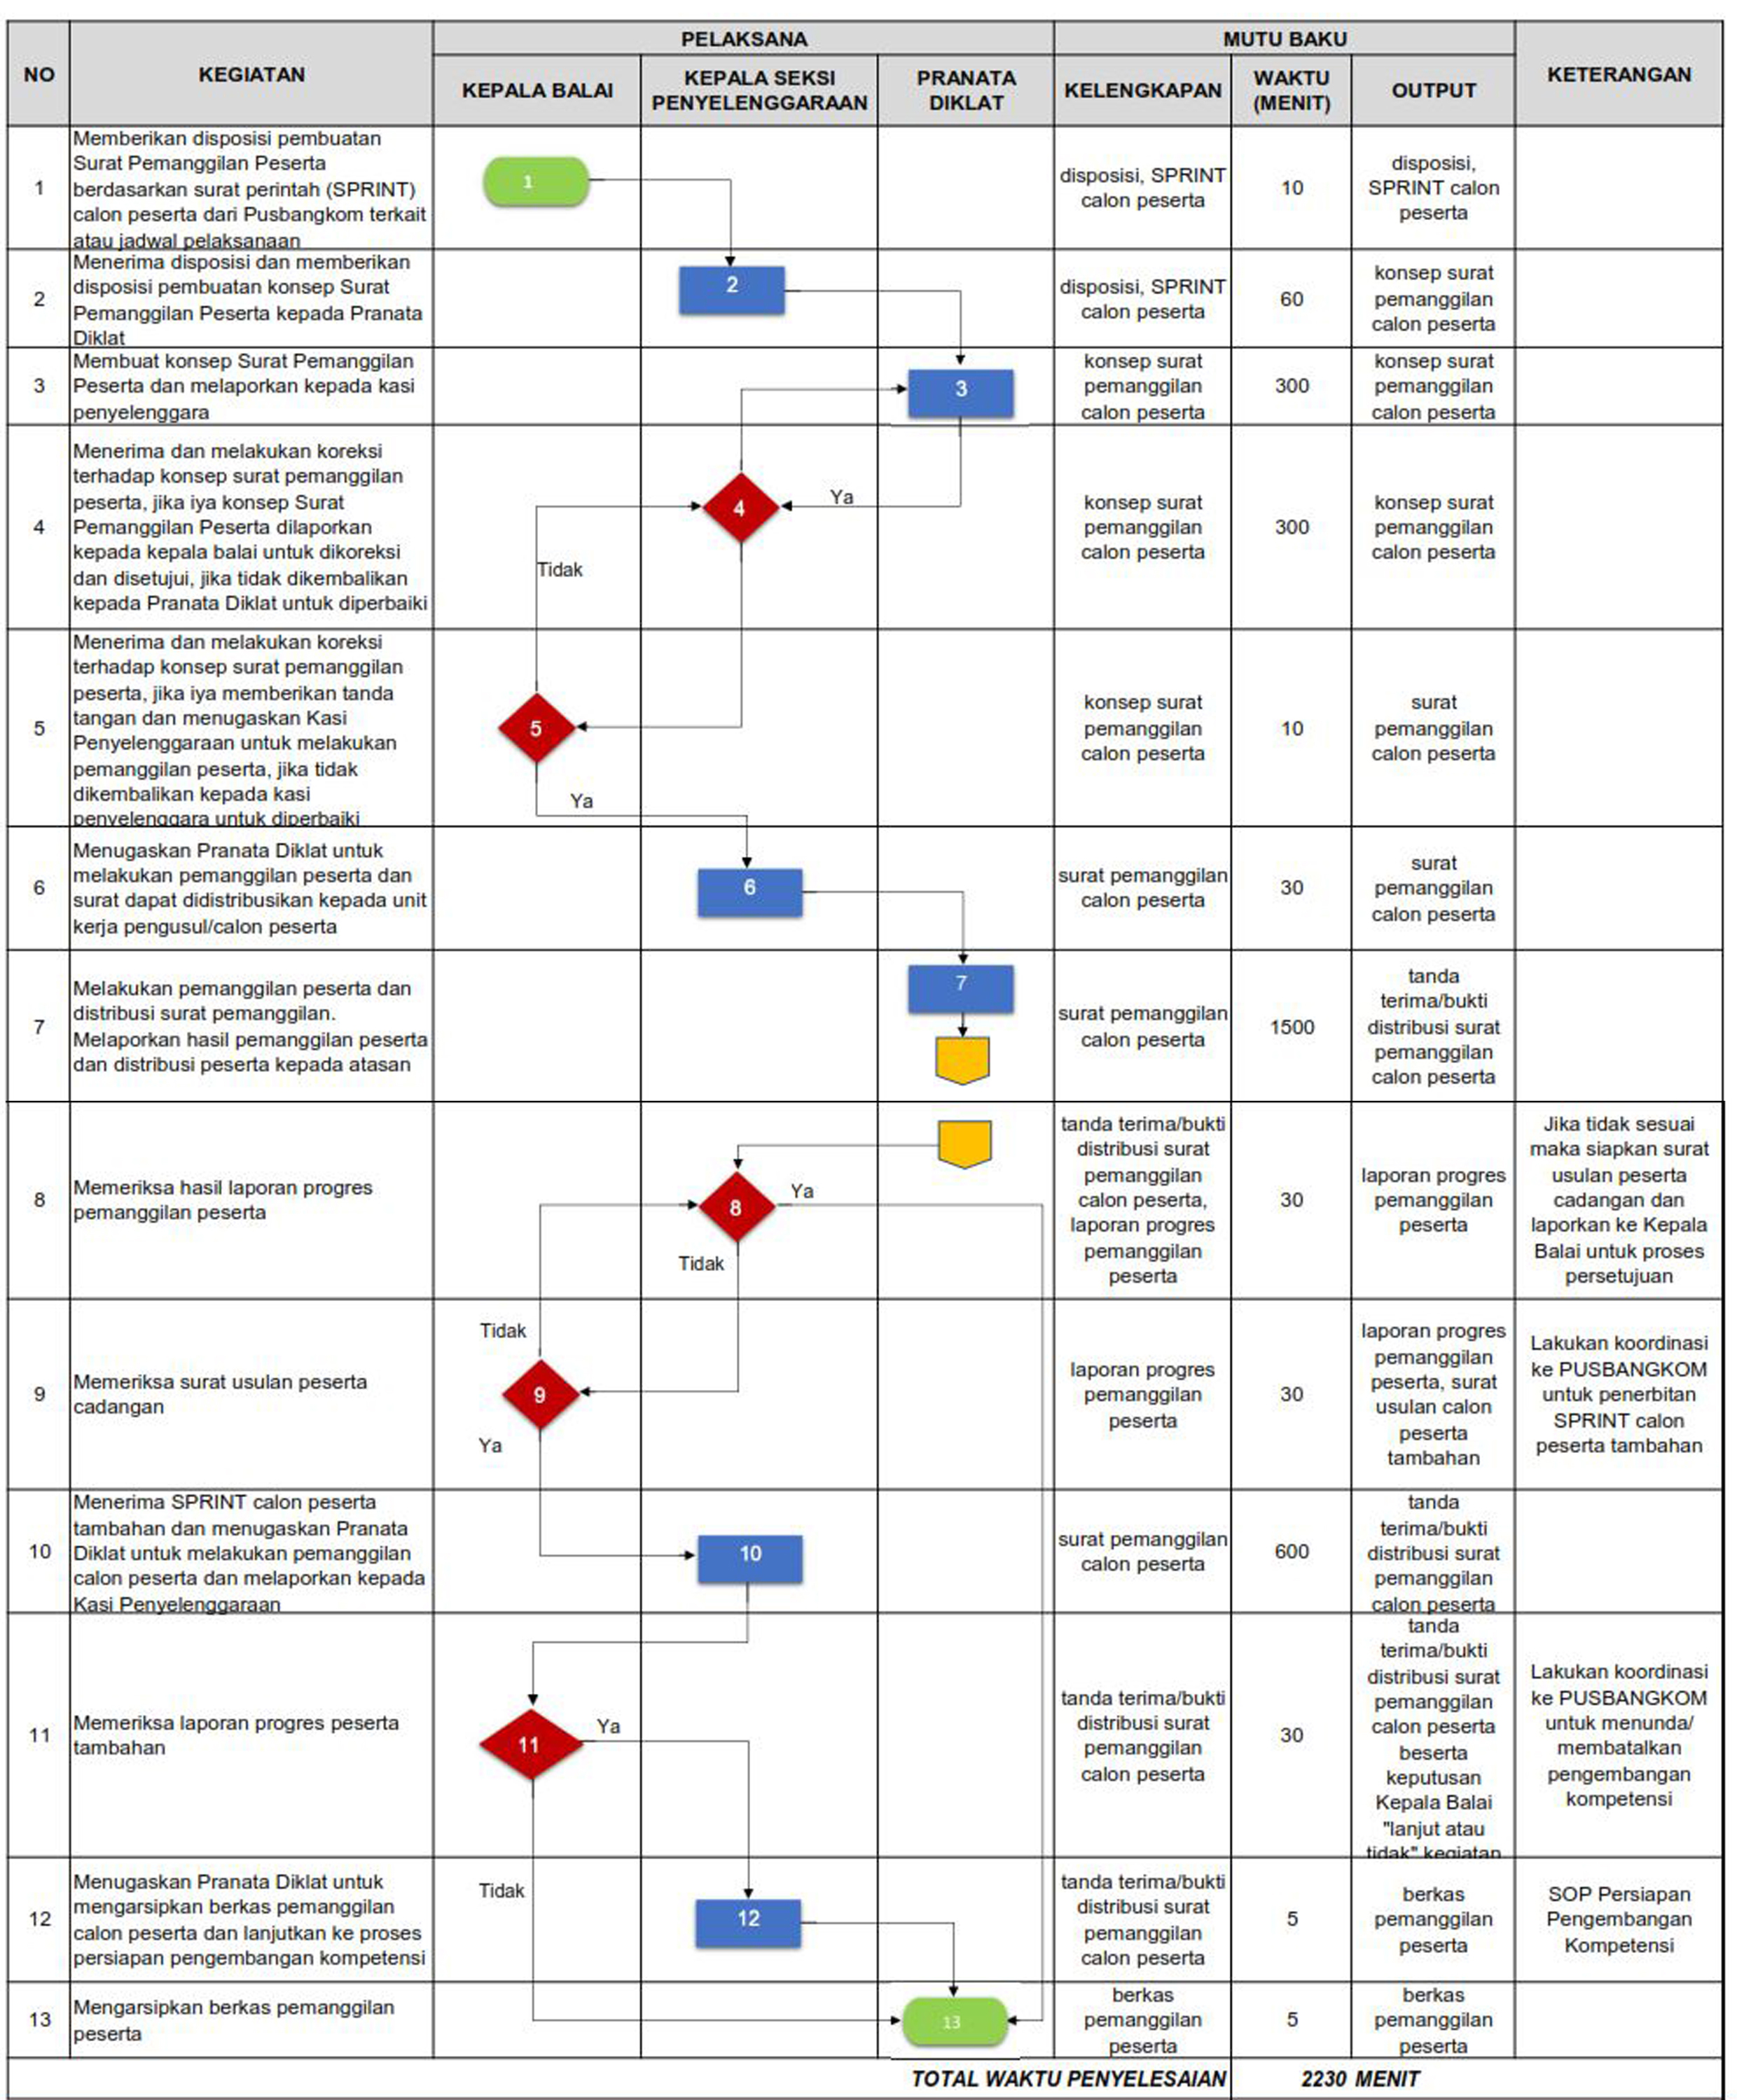 NO
KEGIATAN
PELAKSANA
MUTU BAKU
KETERANGAN
KEPALA BALAI
KEPALA SEKSI
PENYELENGGARAAN
PRANATA
DIKLAT
KELENGKAPAN
WAKTU
(MENIT)
OUTPUT
1
Memberikan disposisi pembuatan
Surat Pemanggilan Peserta
berdasarkan surat perintah (SPRINT)
calon peserta dari Pusbangkom terkait
atau jadwal pelaksanaan
1
disposisi, SPRINT
calon peserta
10
disposisi,
SPRINT calon
peserta
2
Menerima disposisi dan memberikan
disposisi pembuatan konsep Surat
Pemanggilan Peserta kepada Pranata
Diklat
2
disposisi, SPRINT
calon peserta
60
konsep surat
pemanggilan
calon peserta
3
Membuat konsep Surat Pemanggilan
Peserta dan melaporkan kepada kasi
penyelenggara
3
konsep surat
pemanggilan
calon peserta
300
konsep surat
pemanggilan
calon peserta
4
Menerima dan melakukan koreksi
terhadap konsep surat pemanggilan
peserta, jika iya konsep Surat
Pemanggilan Peserta dilaporkan
kepada kepala balai untuk dikoreksi
dan disetujui, jika tidak dikembalikan
kepada Pranata Diklat untuk diperbaiki
4
Ya
Tidak
konsep surat
pemanggilan
calon peserta
300
konsep surat
pemanggilan
calon peserta
5
Menerima dan melakukan koreksi
terhadap konsep surat pemanggilan
peserta, jika iya memberikan tanda
tangan dan menugaskan Kasi
Penyelenggaraan untuk melakukan
pemanggilan peserta, jika tidak
dikembalikan kepada kasi
penyelenggara untuk diperbaiki
5
Ya
konsep surat
pemanggilan
calon peserta
10
surat
pemanggilan
calon peserta
6
Menugaskan Pranata Diklat untuk
melakukan pemanggilan peserta dan
surat dapat didistribusikan kepada unit
kerja pengusul/calon peserta
6
surat pemanggilan
calon peserta
30
surat
pemanggilan
calon peserta
7
Melakukan pemanggilan peserta dan
distribusi surat pemanggilan.
Melaporkan hasil pemanggilan peserta
dan distribusi peserta kepada atasan
7
surat pemanggilan
calon peserta
1500
tanda
terima/bukti
distribusi surat
pemanggilan
calon peserta
8
Memeriksa hasil laporan progres
pemanggilan peserta
8
Ya
Tidak
tanda terima/bukti
distribusi surat
pemanggilan
calon peserta,
laporan progres
pemanggilan
peserta
30
laporan progres
pemanggilan
peserta
Jika tidak sesuai
maka siapkan surat
usulan peserta
cadangan dan
laporkan ke Kepala
Balai untuk proses
persetujuan
9
Memeriksa surat usulan peserta
cadangan
Tidak
9
Ya
laporan progres
pemanggilan
peserta
30
laporan progres
pemanggilan
peserta, surat
usulan calon
peserta
tambahan
Lakukan koordinasi
ke PUSBANGKOM
untuk penerbitan
SPRINT calon
peserta tambahan
10
Menerima SPRINT calon peserta
tambahan dan menugaskan Pranata
Diklat untuk melakukan pemanggilan
calon peserta dan melaporkan kepada
Kasi Penyelenggaraan
10
surat pemanggilan
calon peserta
600
tanda
terima/bukti
distribusi surat
pemanggilan
calon peserta
11
Memeriksa laporan progres peserta
tambahan
11
Ya
tanda terima/bukti
distribusi surat
pemanggilan
calon peserta
30
tanda
terima/bukti
distribusi surat
pemanggilan
calon peserta
beserta
keputusan
Kepala Balai
"lanjut atau
tidak" kegiatan
Lakukan koordinasi
ke PUSBANGKOM
untuk menunda/
membatalkan
pengembangan
kompetensi
12
Menugaskan Pranata Diklat untuk
mengarsipkan berkas pemanggilan
calon peserta dan lanjutkan ke proses
persiapan pengembangan kompetensi
Tidak
12
tanda terima/bukti
distribusi surat
pemanggilan
calon peserta
5
berkas
pemanggilan
peserta
SOP Persiapan
Pengembangan
Kompetensi
13
Mengarsipkan berkas pemanggilan
peserta
13
berkas
pemanggilan
peserta
5
berkas
pemanggilan
peserta
TOTAL WAKTU PENYELESAIAN
2230 MENIT